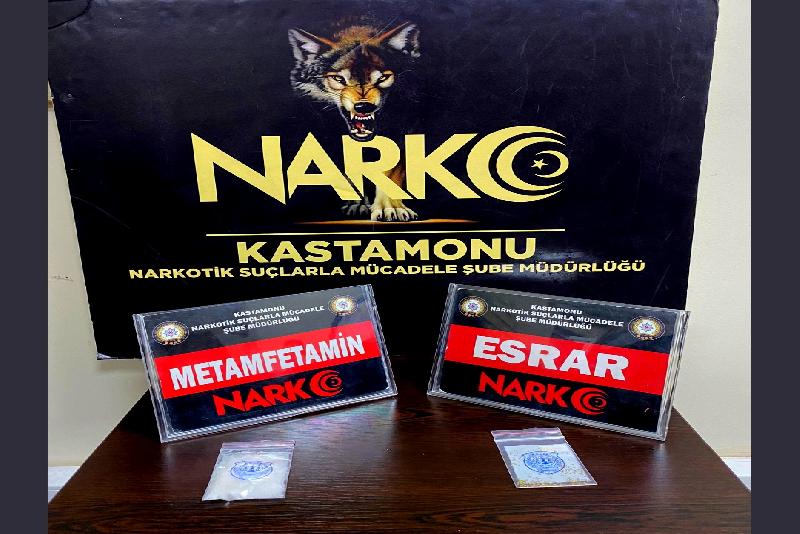 NARKO
KASTAMONU
NARKOTİK SUÇLARLA MÜCADELE ŞUBE MÜDÜRLÜĞÜ
KASTAMONU
NARKOTİK SUÇLARLA MÜCADELE
ŞUBE MÜDÜRLÜĞÜ
METAMFETAMİN
NARKO
KASTAMONU
NARKOTİK SUÇLARLA MÜCADELE
ŞUBE MÜDÜRLÜĞÜ
ESRAR
NARKO